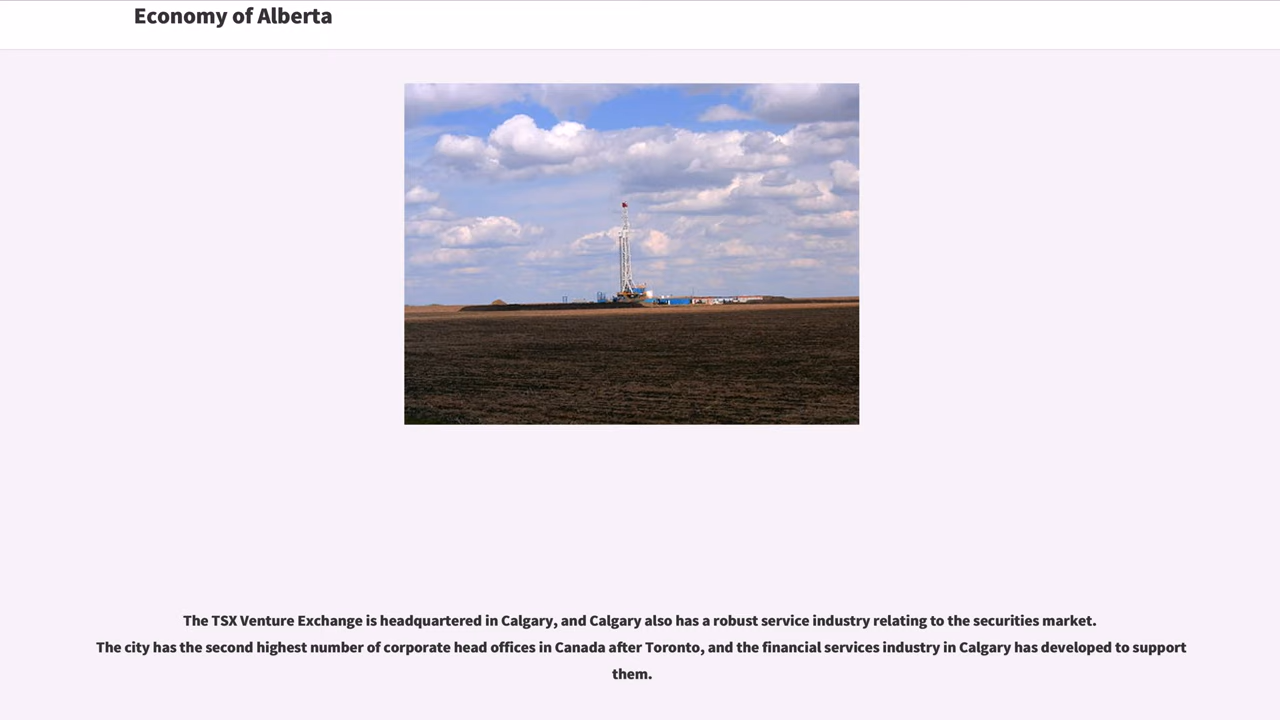 Economy of Alberta
The TSX Venture Exchange is headquartered in Calgary, and Calgary also has a robust service industry relating to the securities market.
The city has the second highest number of corporate head offices in Canada after Toronto, and the financial services industry in Calgary has developed to support
them.